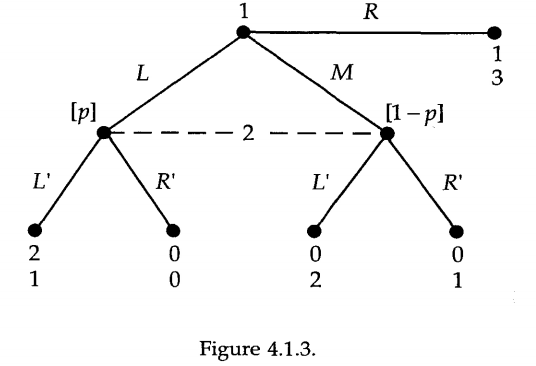 1 R
1
3
L M
[p] [1 − p]
2
L' R' L' R'
2 0 0 0
1 0 2 1
Figure 4.1.3.